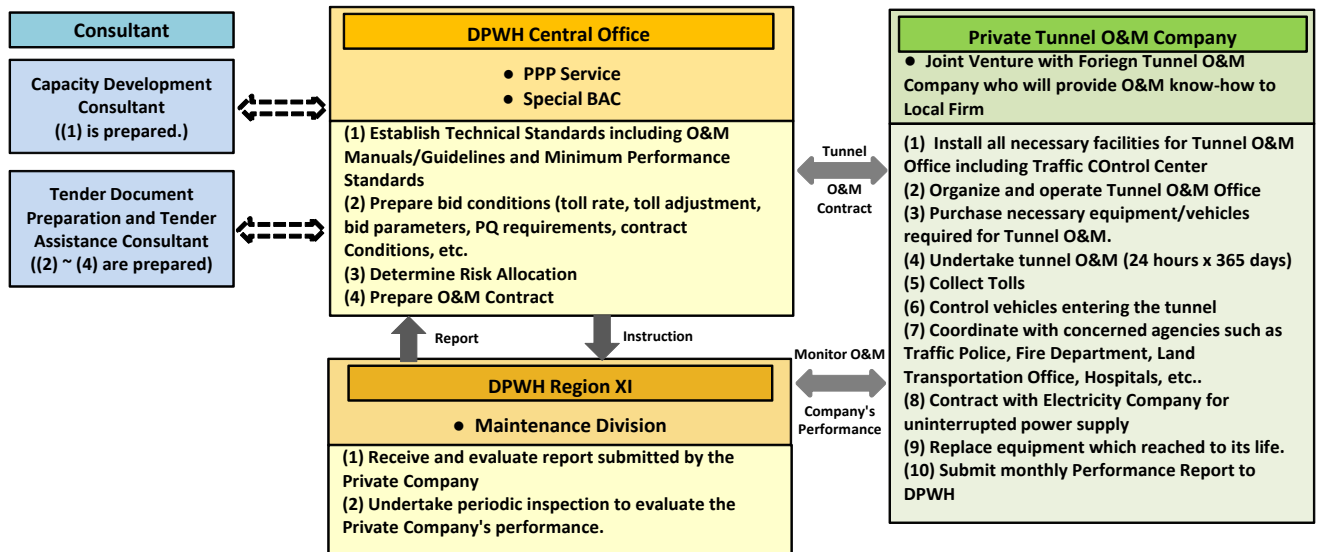 Consultant
Capacity Development
Consultant
((1) is prepared.)
Tender Document
Preparation and Tender
Assistance Consultant
((2) ~ (4) are prepared)
DPWH Central Office
● PPP Service
● Special BAC
(1) Establish Technical Standards including O&M
Manuals/Guidelines and Minimum Performance
Standards
(2) Prepare bid conditions (toll rate, toll adjustment,
bid parameters, PQ requirements, contract
Conditions, etc.
(3) Determine Risk Allocation
(4) Prepare O&M Contract
Report
Instruction
DPWH Region XI
● Maintenance Division
(1) Receive and evaluate report submitted by the
Private Company
(2) Undertake periodic inspection to evaluate the
Private Company's performance.
Tunnel
O&M
Contract
Monitor O&M
Company's
Performance
Private Tunnel O&M Company
● Joint Venture with Foriegn Tunnel O&M
Company who will provide O&M know-how to
Local Firm
(1) Install all necessary facilities for Tunnel O&M
Office including Traffic COntrol Center
(2) Organize and operate Tunnel O&M Office
(3) Purchase necessary equipment/vehicles
required for Tunnel O&M.
(4) Undertake tunnel O&M (24 hours x 365 days)
(5) Collect Tolls
(6) Control vehicles entering the tunnel
(7) Coordinate with concerned agencies such as
Traffic Police, Fire Department, Land
Transportation Office, Hospitals, etc..
(8) Contract with Electricity Company for
uninterrupted power supply
(9) Replace equipment which reached to its life.
(10) Submit monthly Performance Report to
DPWH